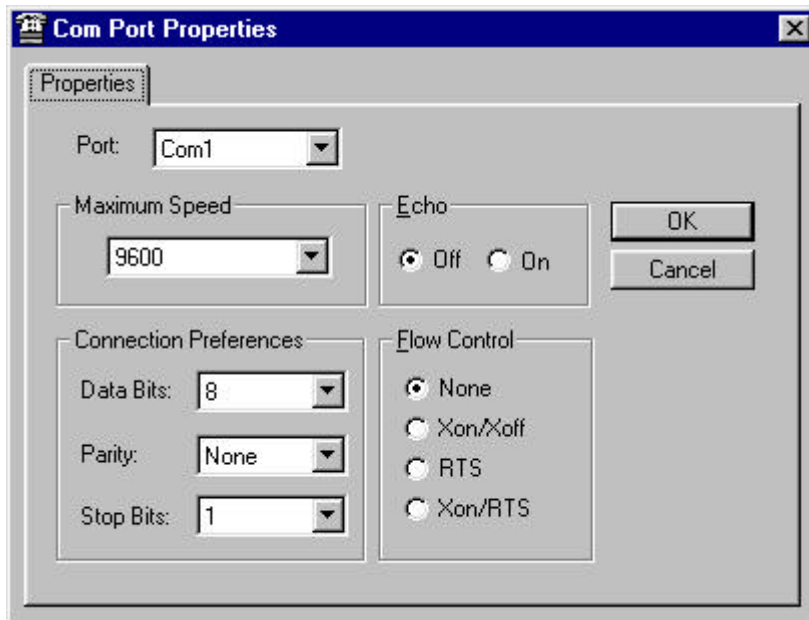 Com Port Properties
Properties
Port: Com1
Maximum Speed
9600
Echo
Off On
OK
Cancel
Connection Preferences
Data Bits: 8
Parity: None
Stop Bits: 1
Flow Control
None
Xon/Xoff
RTS
Xon/RTS